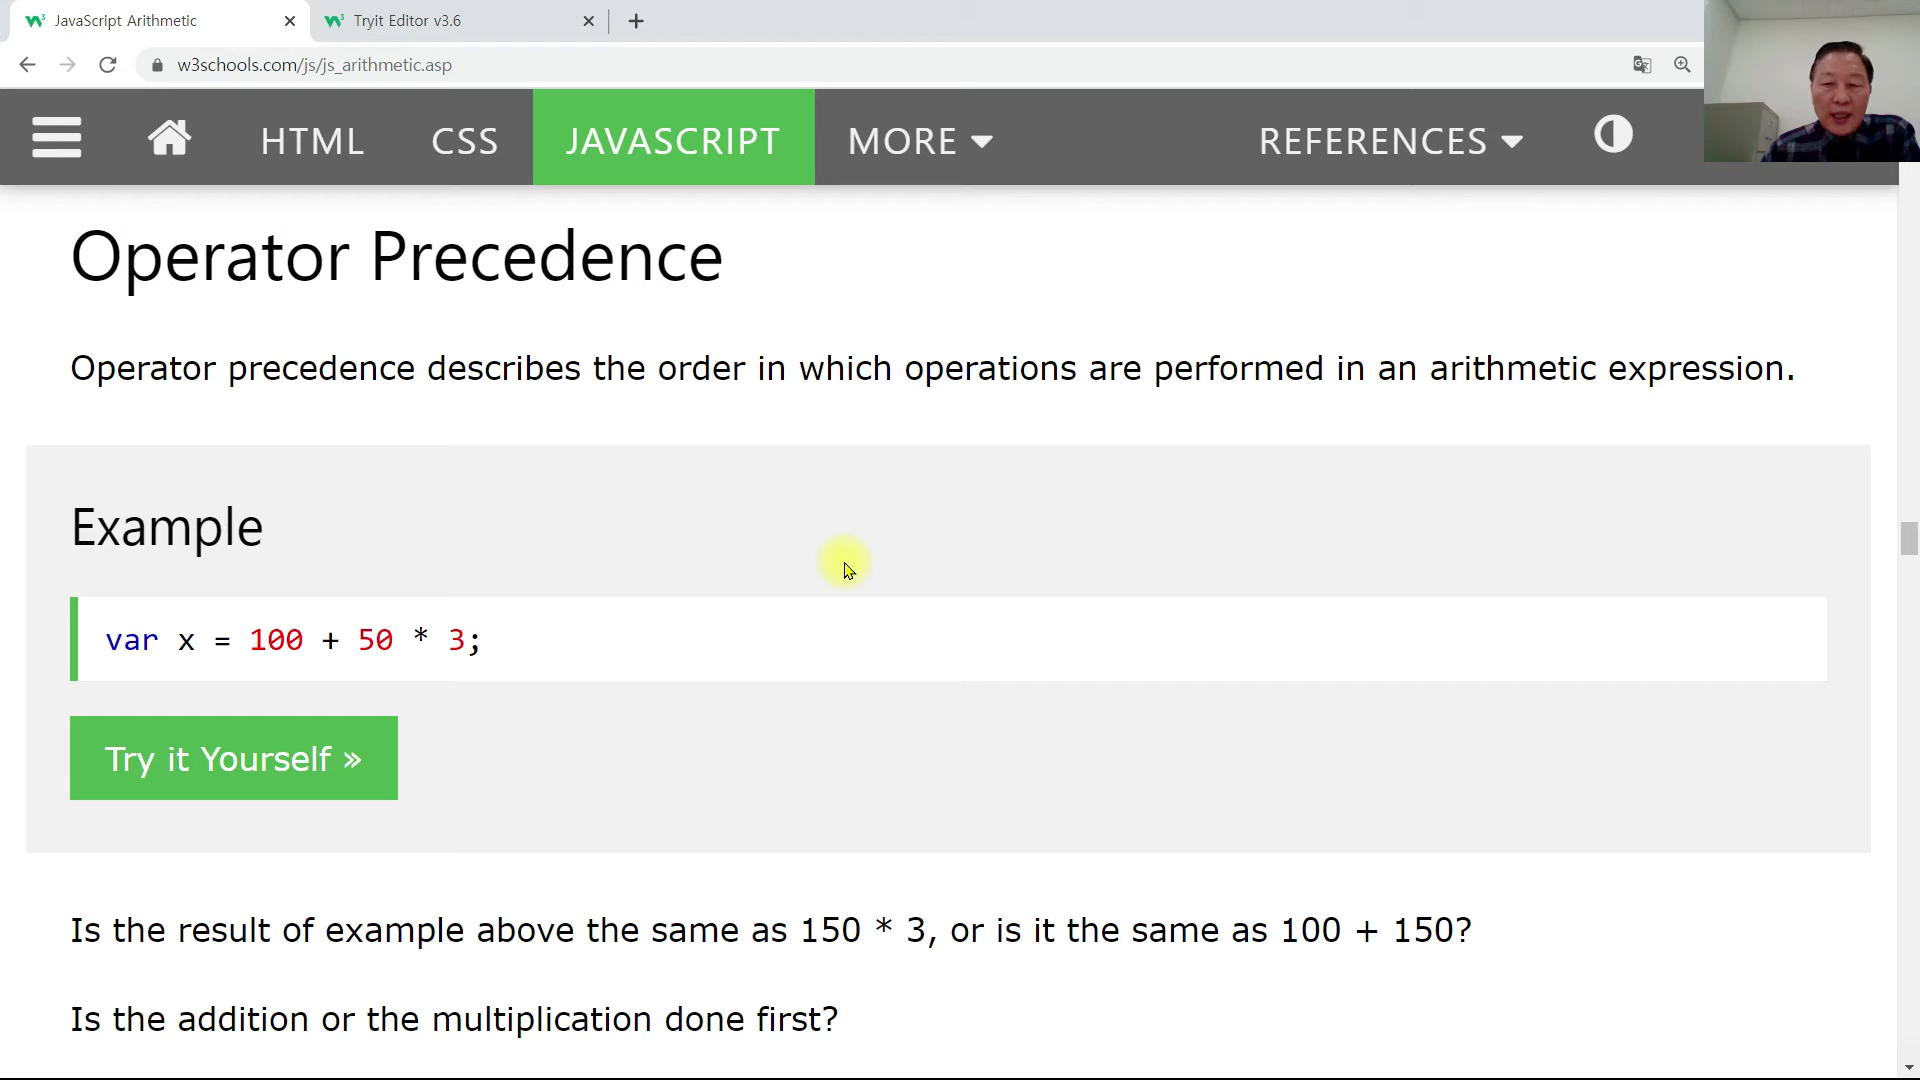 JavaScript Arithmetic
Tryit Editor v3.6
w3schools.com/js/js_arithmetic.asp
HTML CSS JAVASCRIPT MORE REFERENCES
Operator Precedence
Operator precedence describes the order in which operations are performed in an arithmetic expression.
Example
var x = 100 + 50 * 3;
Try it Yourself »
Is the result of example above the same as 150 * 3, or is it the same as 100 + 150?
Is the addition or the multiplication done first?